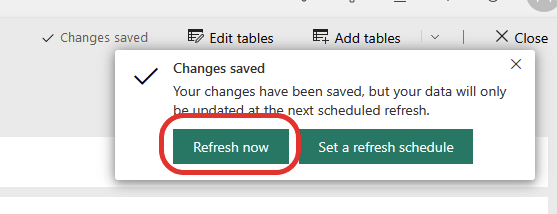 Changes saved
Edit tables
Add tables
Close
Changes saved
Your changes have been saved, but your data will only
be updated at the next scheduled refresh.
Refresh now
Set a refresh schedule